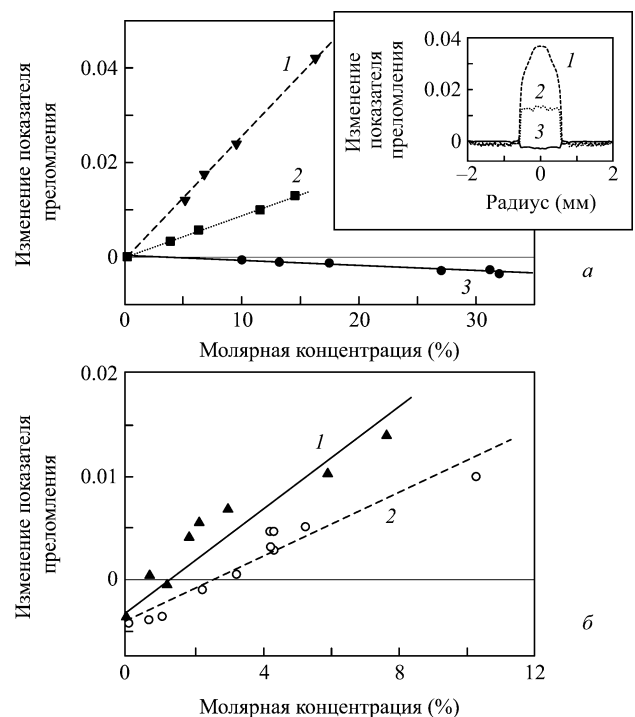 Изменение показателя
преломления
0.04
0.02
0
1
2
3
0
10
20
30
Молярная концентрация (%)
а
Изменение
показателя
преломления
0.04
0.02
0
1
2
3
–2
0
2
Радиус (мм)
Изменение показателя
преломления
0.02
0.01
0
1
2
0
4
8
12
Молярная концентрация (%)
б